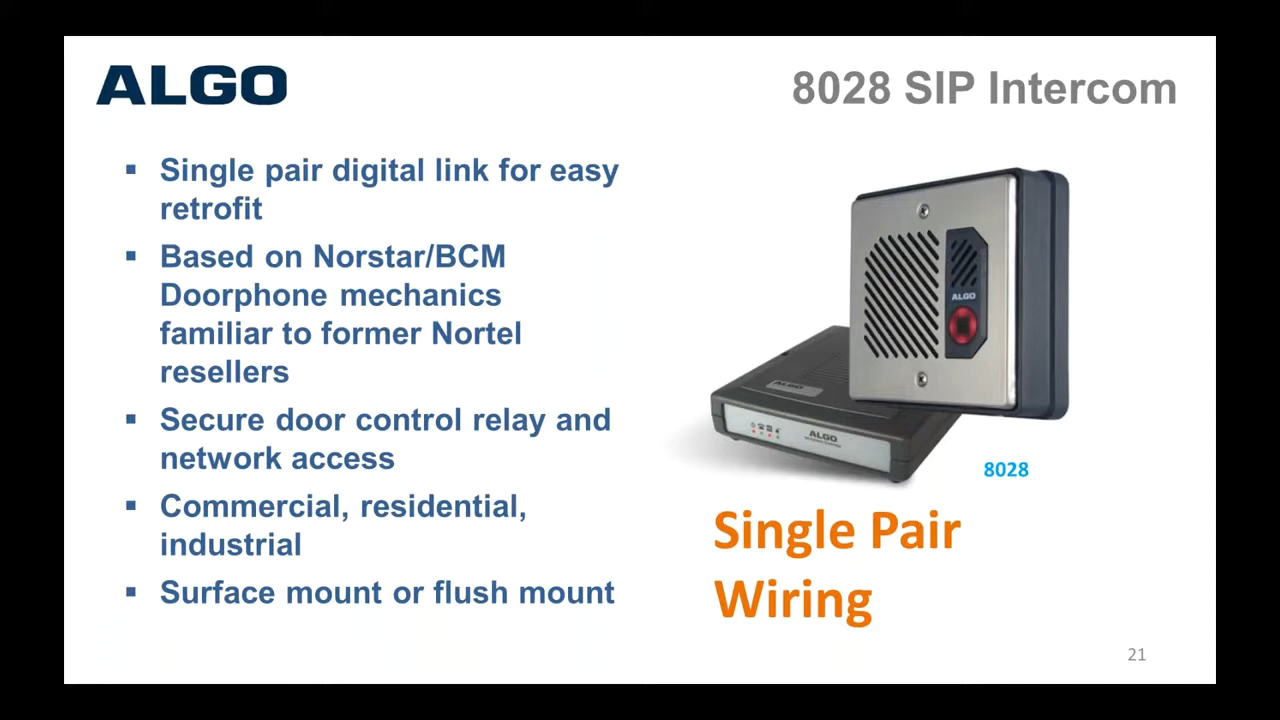 ALGO
8028 SIP Intercom
▪ Single pair digital link for easy
retrofit
▪ Based on Norstar/BCM
Doorphone mechanics
familiar to former Nortel
resellers
▪ Secure door control relay and
network access
▪ Commercial, residential,
industrial
▪ Surface mount or flush mount
ALGO
ALGO
ALGO
8028
Single Pair
Wiring
21